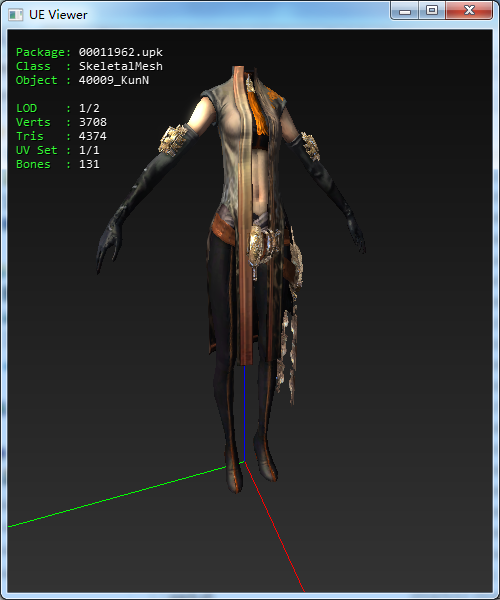 UE Viewer
Package: 00011962.upk
Class : SkeletalMesh
Object : 40009_KunN
LOD : 1/2
Verts : 3708
Tris : 4374
UV Set : 1/1
Bones : 131